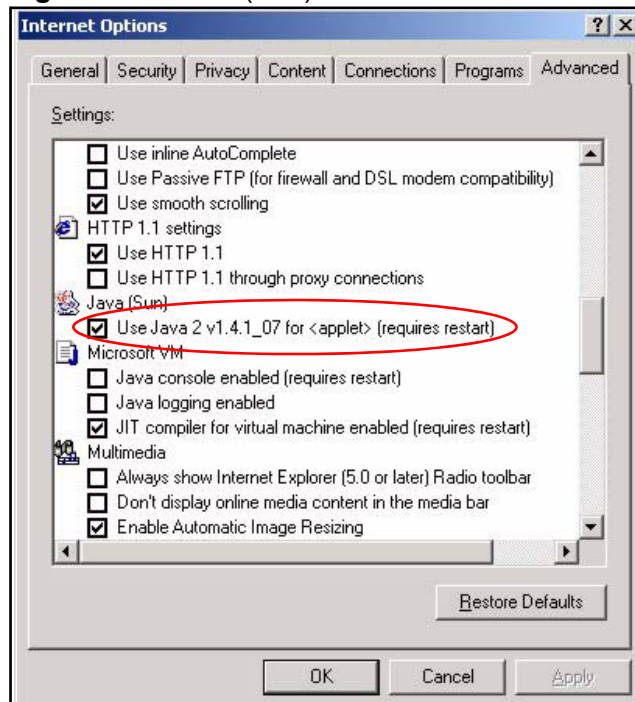 Internet Options
General Security Privacy Content Connections Programs Advanced
Settings:
Use inline AutoComplete
Use Passive FTP (for firewall and DSL modem compatibility)
Use smooth scrolling
HTTP 1.1 settings
Use HTTP 1.1
Use HTTP 1.1 through proxy connections
Java (Sun)
Use Java 2 v1.4.1_07 for <applet> (requires restart)
Microsoft VM
Java console enabled (requires restart)
Java logging enabled
JIT compiler for virtual machine enabled (requires restart)
Multimedia
Always show Internet Explorer (5.0 or later) Radio toolbar
Don't display online media content in the media bar
Enable Automatic Image Resizing
Restore Defaults
OK Cancel Apply